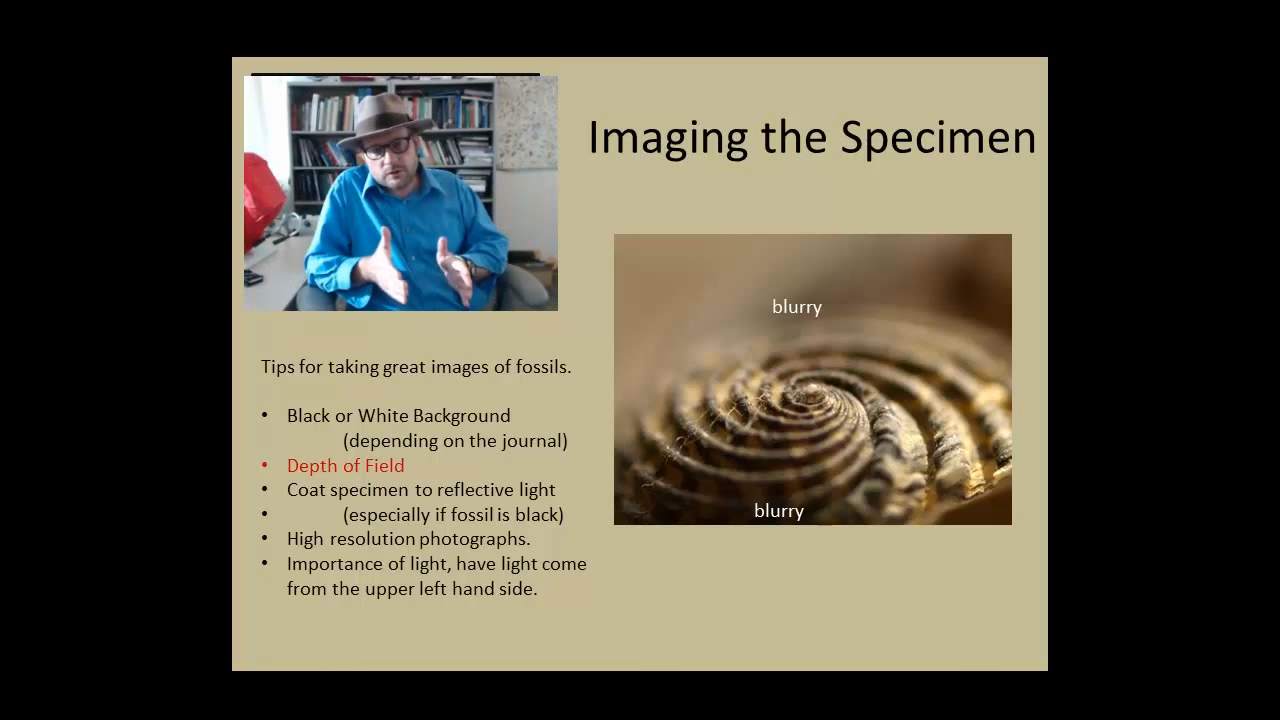 Imaging the Specimen
blurry
blurry
Tips for taking great images of fossils.
• Black or White Background
(depending on the journal)
• Depth of Field
• Coat specimen to reflective light
• (especially if fossil is black)
• High resolution photographs.
• Importance of light, have light come
from the upper left hand side.